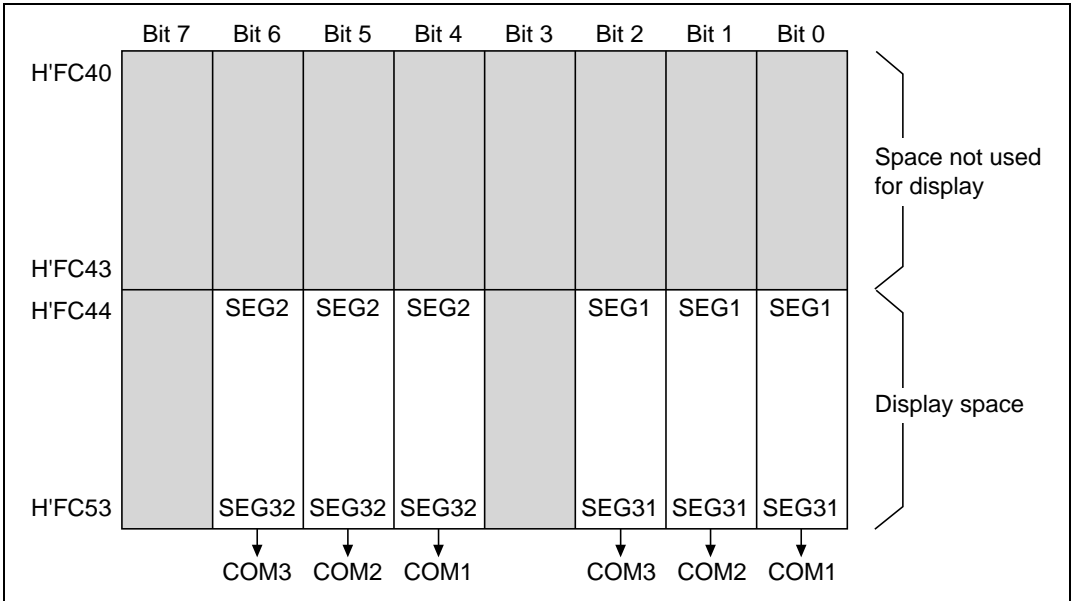 Bit 7 Bit 6 Bit 5 Bit 4 Bit 3 Bit 2 Bit 1 Bit 0
H'FC40
Space not used
for display
H'FC43
H'FC44 SEG2 SEG2 SEG2 SEG1 SEG1 SEG1
Display space
H'FC53 SEG32 SEG32 SEG32 SEG31 SEG31 SEG31
COM3 COM2 COM1 COM3 COM2 COM1